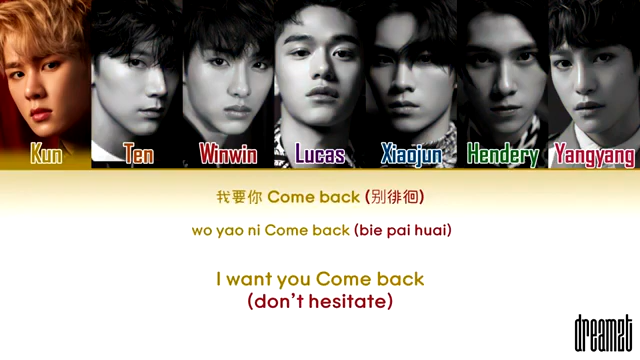 Kun Ten Winwin Lucas Xiaojun Hendery Yangyang
我要你 Come back (别徘徊)
wo yao ni Come back (bie pai huai)
I want you Come back
(don't hesitate)
dreamzt